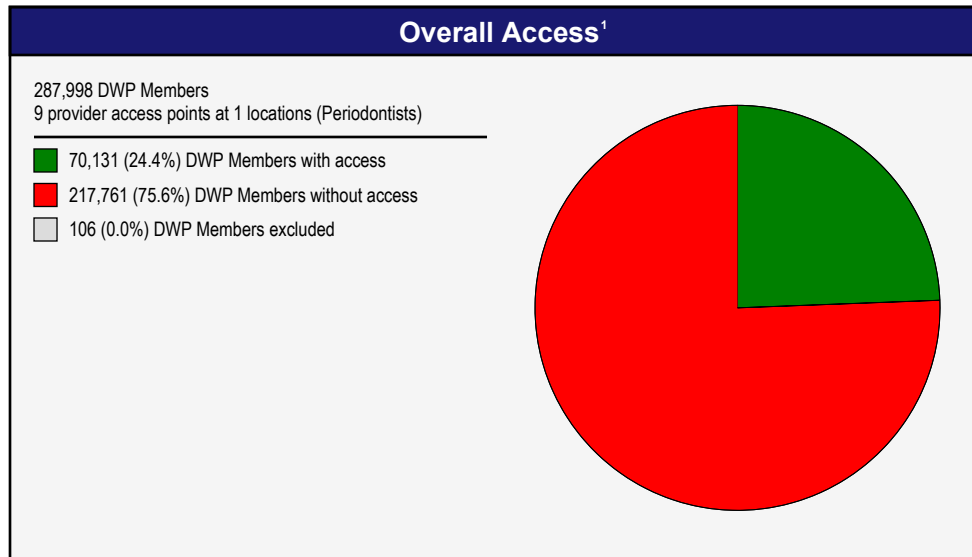 Overall Access¹
287,998 DWP Members
9 provider access points at 1 locations (Periodontists)
70,131 (24.4%) DWP Members with access
217,761 (75.6%) DWP Members without access
106 (0.0%) DWP Members excluded